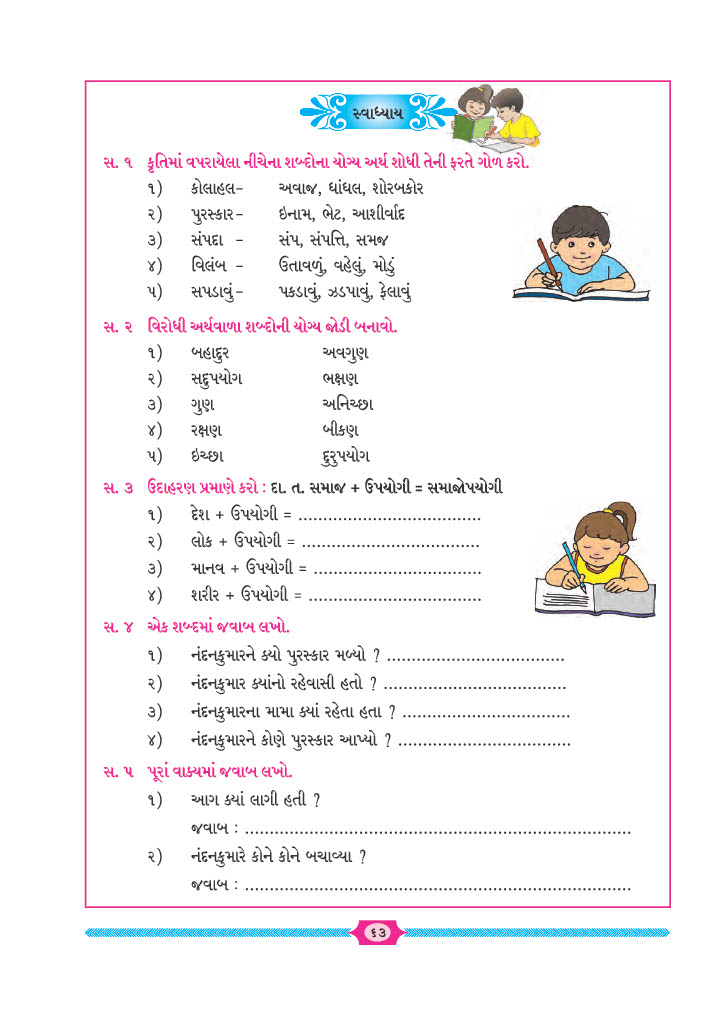 સ્વાધ્યાય
સ. ૧ કૃતિમાં વપરાયેલા નીચેના શબ્દોના યોગ્ય અર્થ શોધી તેની ફરતે ગોળ કરો.
૧) કોલાહલ- અવાજ, ધાંધલ, શોરબકોર
૨) પુરસ્કાર- ઇનામ, ભેટ, આશીર્વાદ
૩) સંપદા - સંપ, સંપત્તિ, સમજ
૪) વિલંબ - ઉતાવળું, વહેલું, મોડું
૫) સપડાવું- પકડાવું, ઝડપાવું, ફેલાવું
સ. ૨ વિરોધી અર્થવાળા શબ્દોની યોગ્ય જોડી બનાવો.
૧) બહાદુર અવગુણ
૨) સદુપયોગ ભક્ષણ
૩) ગુણ અનિચ્છા
૪) રક્ષણ બીકણ
૫) ઇચ્છા દુરુપયોગ
સ. ૩ ઉદાહરણ પ્રમાણે કરો : દા. ત. સમાજ + ઉપયોગી = સમાજોપયોગી
૧) દેશ + ઉપયોગી = .....................................
૨) લોક + ઉપયોગી = ....................................
૩) માનવ + ઉપયોગી = ..................................
૪) શરીર + ઉપયોગી = ...................................
સ. ૪ એક શબ્દમાં જવાબ લખો.
૧) નંદનકુમારને ક્યો પુરસ્કાર મળ્યો ? ....................................
૨) નંદનકુમાર ક્યાંનો રહેવાસી હતો ? .....................................
૩) નંદનકુમારના મામા ક્યાં રહેતા હતા ? ..................................
૪) નંદનકુમારને કોણે પુરસ્કાર આપ્યો ? ...................................
સ. ૫ પૂરાં વાક્યમાં જવાબ લખો.
૧) આગ ક્યાં લાગી હતી ?
જવાબ : ..............................................................................
૨) નંદનકુમારે કોને કોને બચાવ્યા ?
જવાબ : ..............................................................................
૬૩